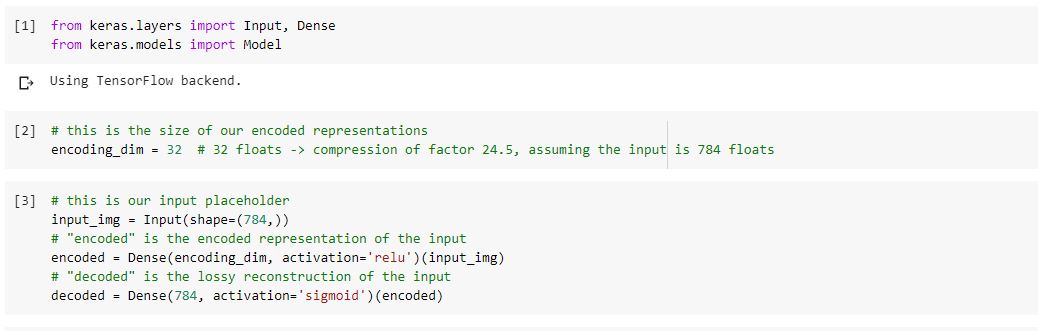 [1] from keras.layers import Input, Dense
from keras.models import Model
Using TensorFlow backend.
[2] # this is the size of our encoded representations
encoding_dim = 32  # 32 floats -> compression of factor 24.5, assuming the input is 784 floats
[3] # this is our input placeholder
input_img = Input(shape=(784,))
# "encoded" is the encoded representation of the input
encoded = Dense(encoding_dim, activation='relu')(input_img)
# "decoded" is the lossy reconstruction of the input
decoded = Dense(784, activation='sigmoid')(encoded)